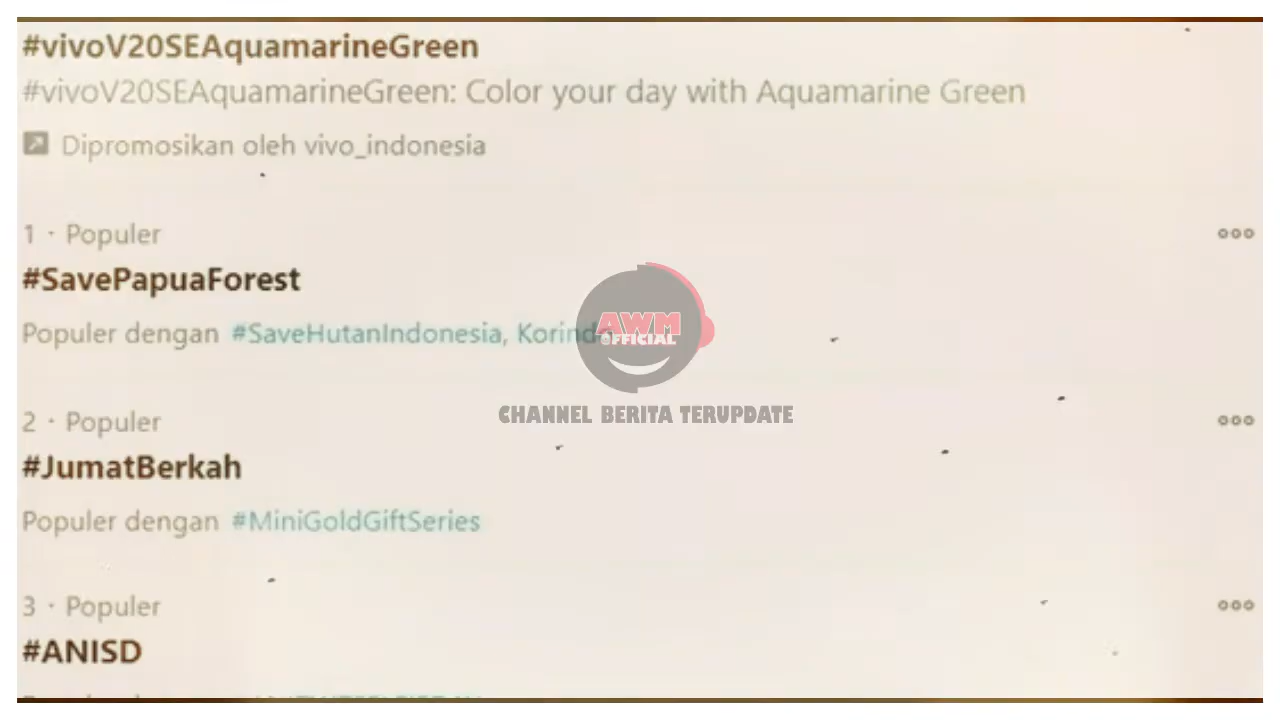 #vivoV20SEAquamarineGreen
#vivoV20SEAquamarineGreen: Color your day with Aquamarine Green
Dipromosikan oleh vivo_indonesia
1 · Populer
#SavePapuaForest
Populer dengan #SaveHutanIndonesia, Korindo
AWM
OFFICIAL
CHANNEL BERITA TERUPDATE
2 · Populer
#JumatBerkah
Populer dengan #MiniGoldGiftSeries
3 · Populer
#ANISD